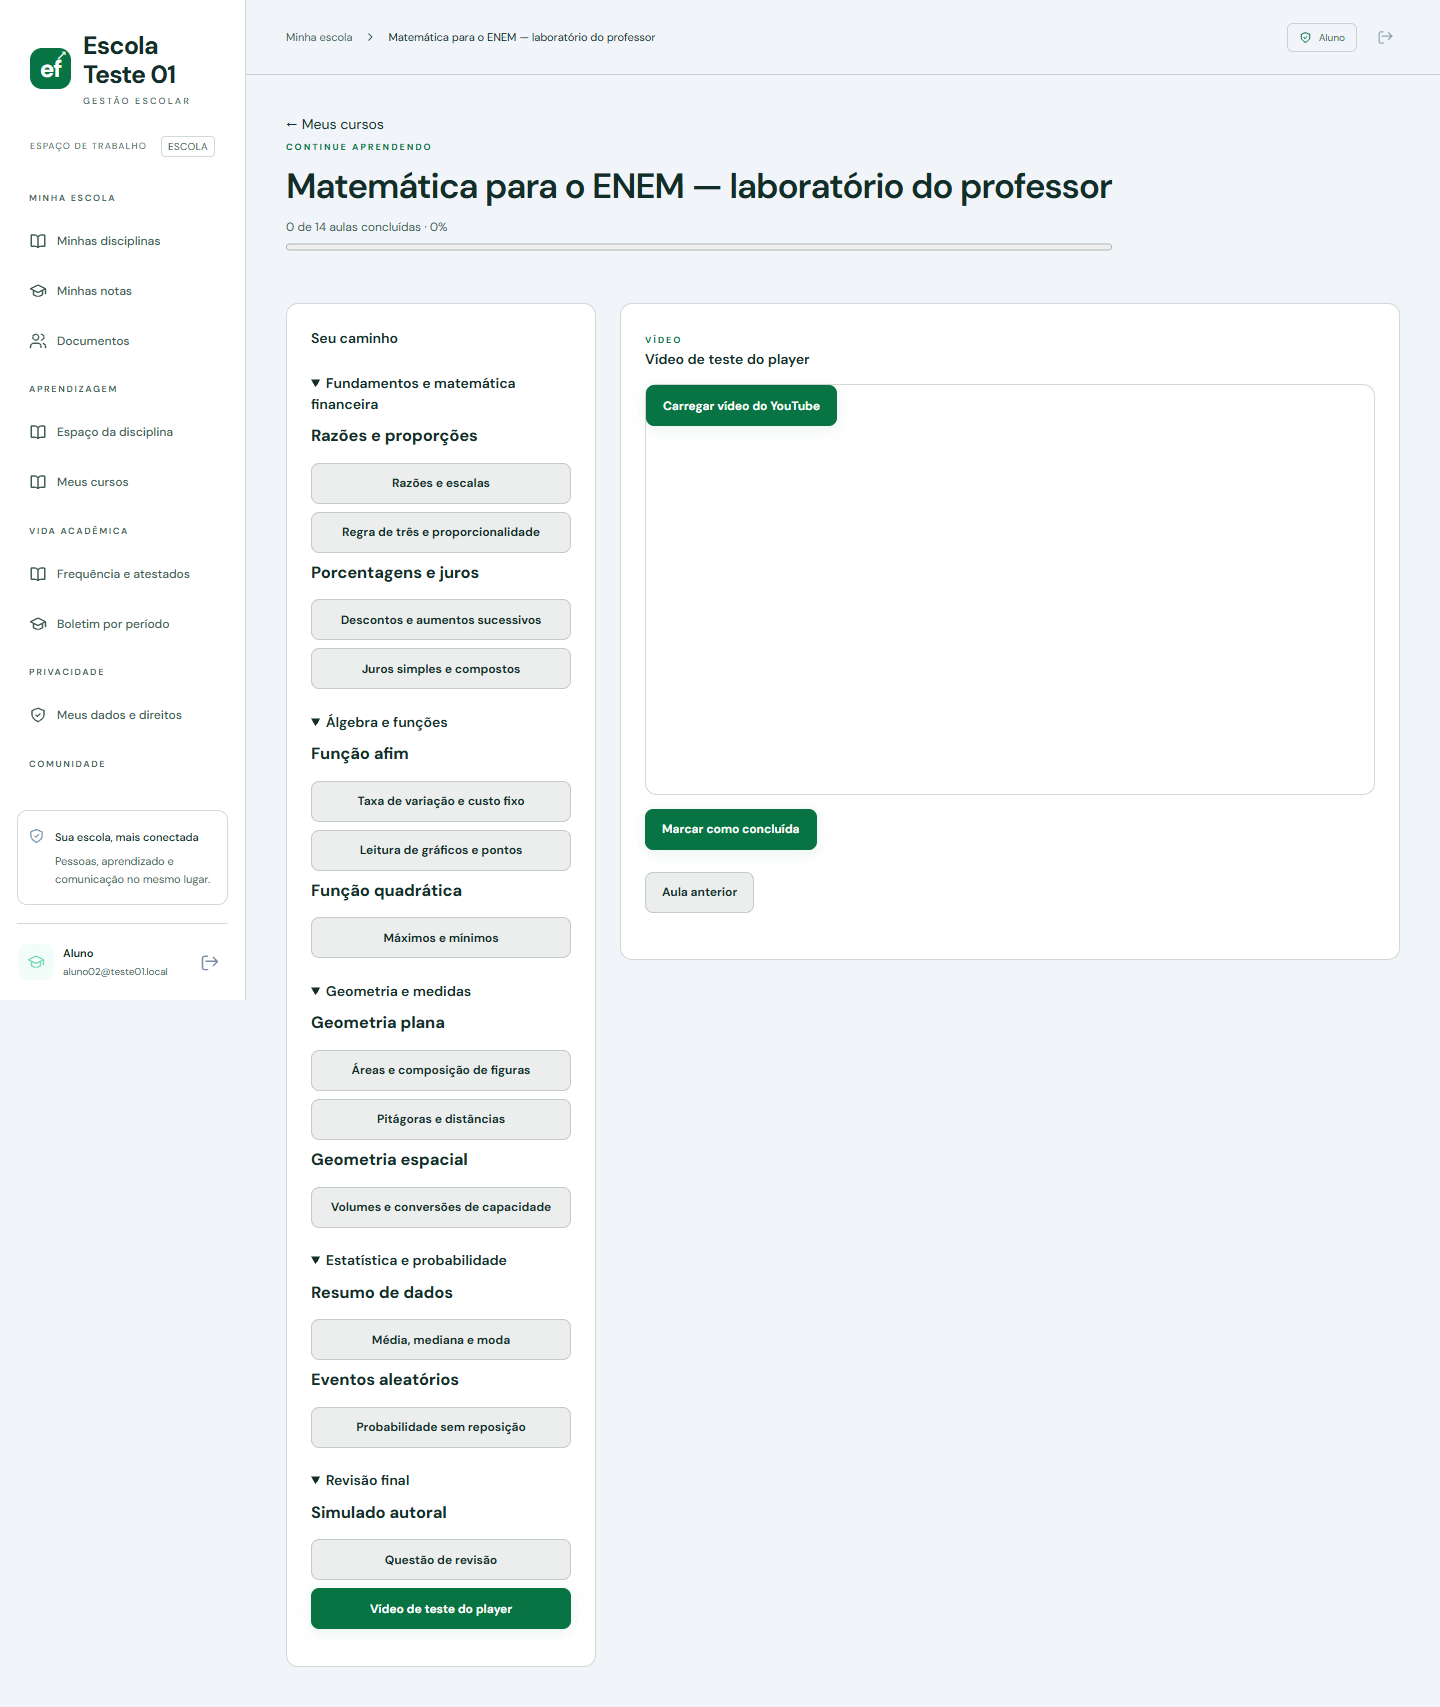 ef
Escola
Teste 01
GESTÃO ESCOLAR
ESPAÇO DE TRABALHO
ESCOLA
MINHA ESCOLA
Minhas disciplinas
Minhas notas
Documentos
APRENDIZAGEM
Espaço da disciplina
Meus cursos
VIDA ACADÊMICA
Frequência e atestados
Boletim por período
PRIVACIDADE
Meus dados e direitos
COMUNIDADE
Sua escola, mais conectada
Pessoas, aprendizado e
comunicação no mesmo lugar.
Aluno
aluno02@teste01.local
Minha escola > Matemática para o ENEM — laboratório do professor
Aluno
← Meus cursos
CONTINUE APRENDENDO
Matemática para o ENEM — laboratório do professor
0 de 14 aulas concluídas · 0%
Seu caminho
▼ Fundamentos e matemática
financeira
Razões e proporções
Razões e escalas
Regra de três e proporcionalidade
Porcentagens e juros
Descontos e aumentos sucessivos
Juros simples e compostos
▼ Álgebra e funções
Função afim
Taxa de variação e custo fixo
Leitura de gráficos e pontos
Função quadrática
Máximos e mínimos
▼ Geometria e medidas
Geometria plana
Áreas e composição de figuras
Pitágoras e distâncias
Geometria espacial
Volumes e conversões de capacidade
▼ Estatística e probabilidade
Resumo de dados
Média, mediana e moda
Eventos aleatórios
Probabilidade sem reposição
▼ Revisão final
Simulado autoral
Questão de revisão
Vídeo de teste do player
VÍDEO
Vídeo de teste do player
Carregar vídeo do YouTube
Marcar como concluída
Aula anterior